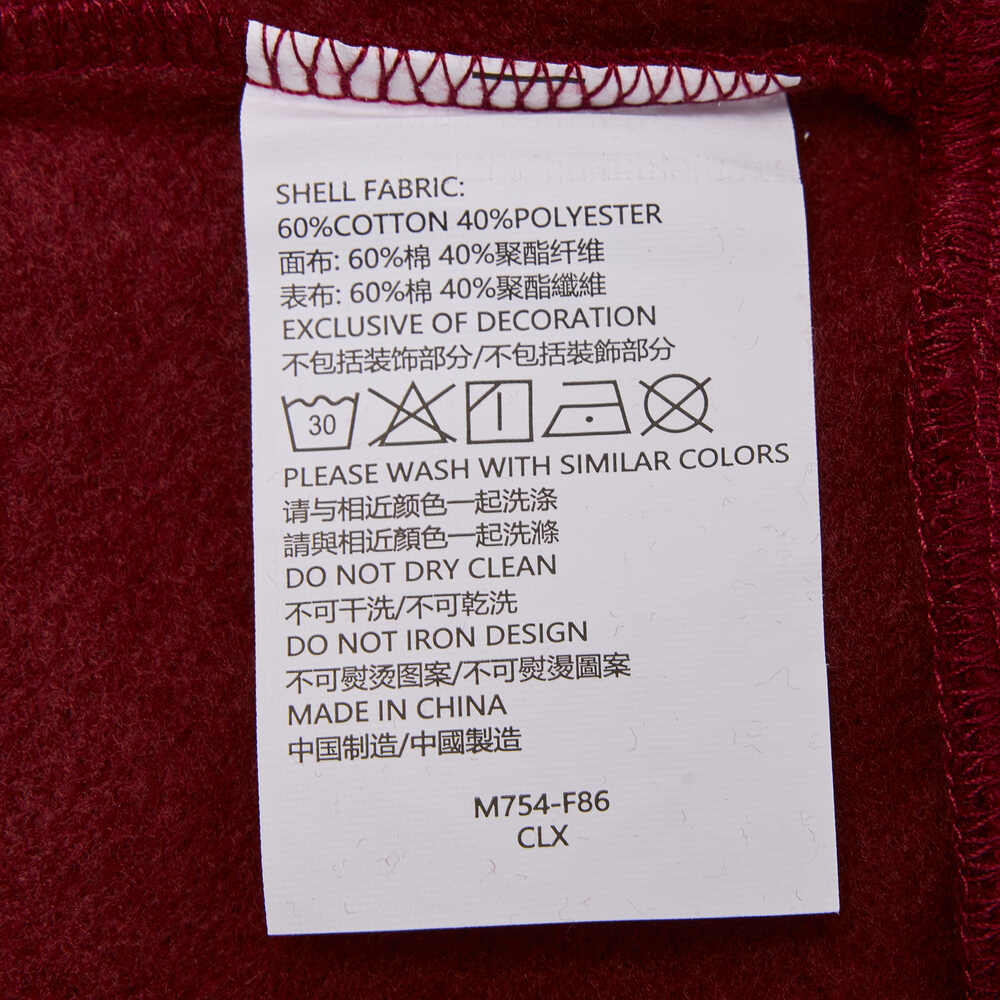 SHELL FABRIC:
60%COTTON 40%POLYESTER
面布: 60%棉 40%聚酯纤维
表布: 60%棉 40%聚酯纖維
EXCLUSIVE OF DECORATION
不包括装饰部分/不包括裝飾部分
30
PLEASE WASH WITH SIMILAR COLORS
请与相近颜色一起洗涤
請與相近顏色一起洗滌
DO NOT DRY CLEAN
不可干洗/不可乾洗
DO NOT IRON DESIGN
不可熨烫图案/不可熨燙圖案
MADE IN CHINA
中国制造/中國製造
M754-F86
CLX